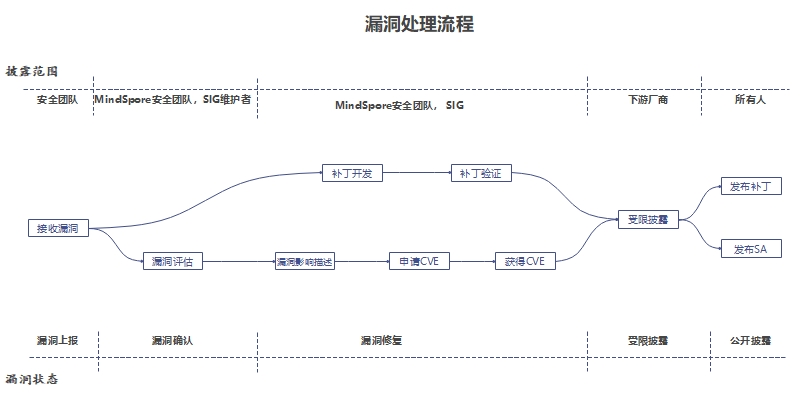 漏洞处理流程
披露范围
安全团队
MindSpore安全团队，SIG维护者
MindSpore安全团队， SIG
下游厂商
所有人
补丁开发
补丁验证
发布补丁
受限披露
接收漏洞
发布SA
漏洞评估
漏洞影响描述
申请CVE
获得CVE
漏洞上报
漏洞确认
漏洞修复
受限披露
公开披露
漏洞状态